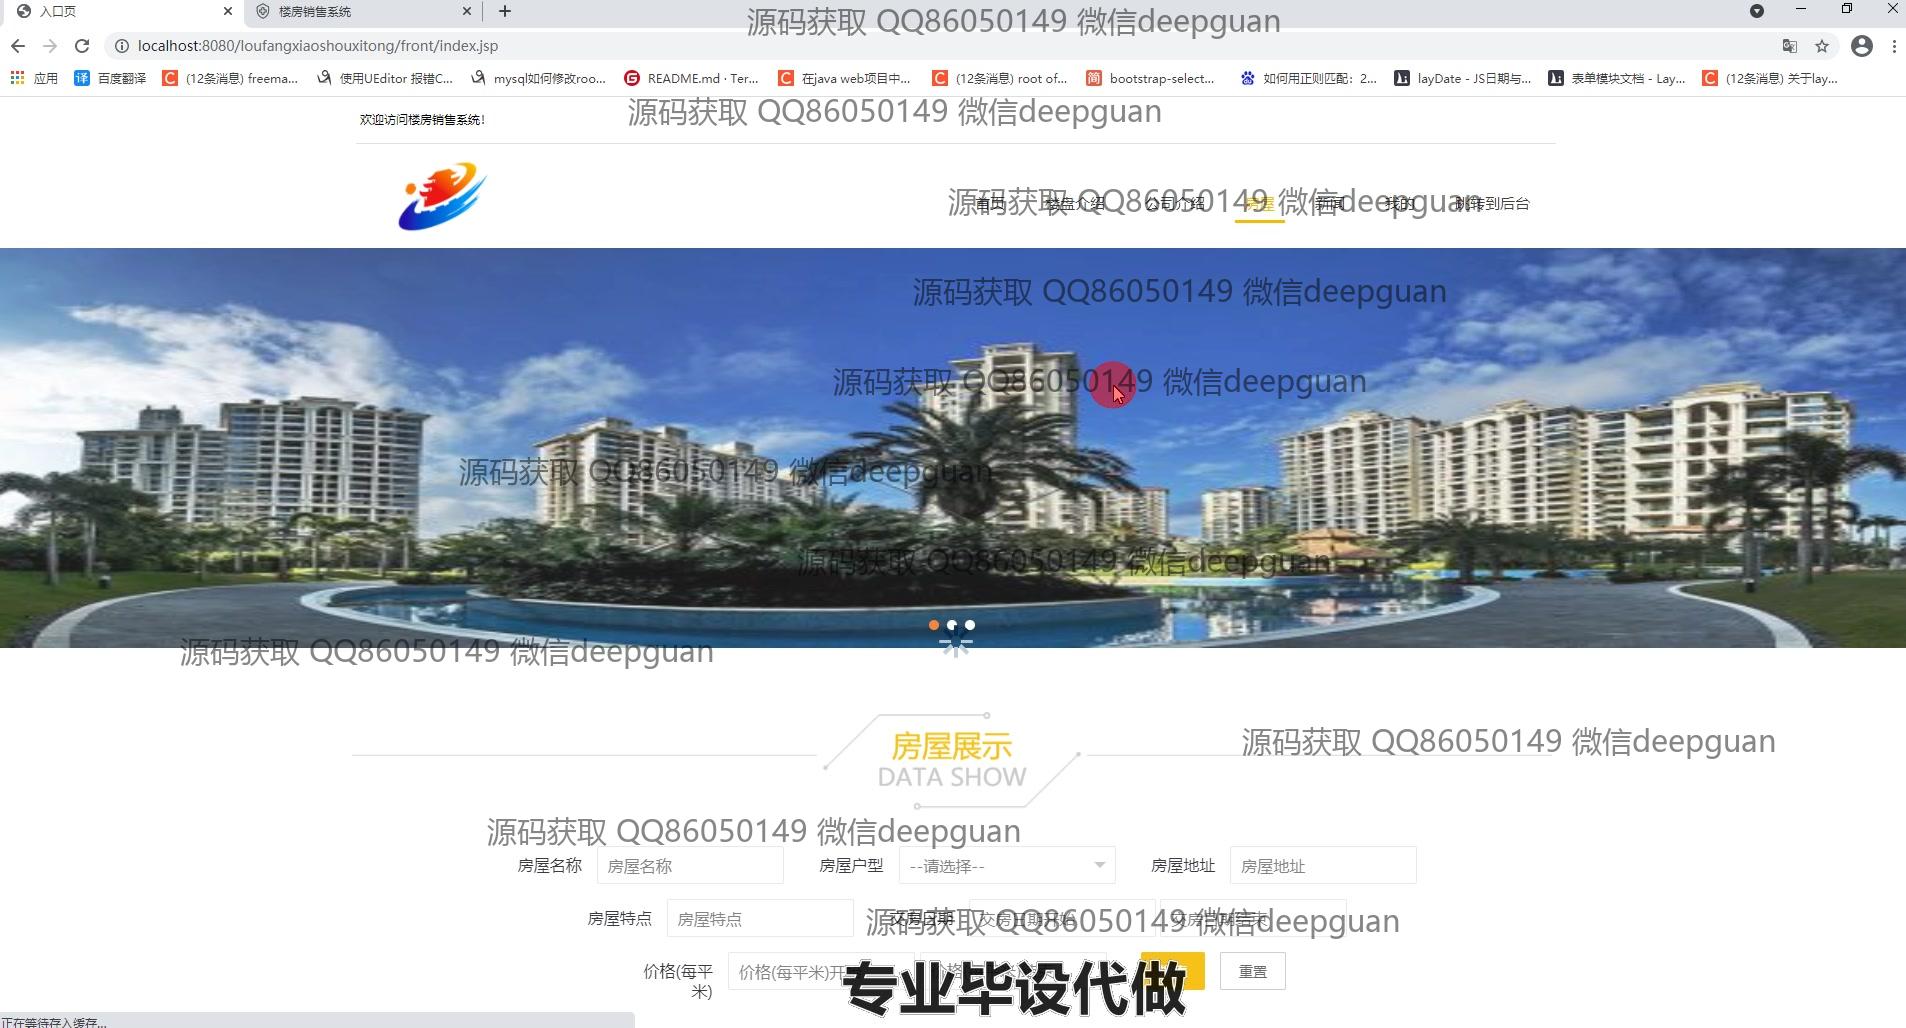 入口页
楼房销售系统
源码获取 QQ86050149 微信deepguan
localhost:8080/loufangxiaoshouxitong/front/index.jsp
应用
百度翻译
(12条消息) freema...
使用UEditor 报错C...
mysql如何修改roo...
README.md · Ter...
在java web项目中...
(12条消息) root of...
bootstrap-select...
如何用正则匹配：2...
layDate - JS日期与...
表单模块文档 - Lay...
(12条消息) 关于lay...
源码获取 QQ86050149 微信deepguan
欢迎访问楼房销售系统！
源码获取 QQ86050149 微信deepguan
首页
楼盘介绍
公司介绍
房屋
新闻
我的
跳转到后台
源码获取 QQ86050149 微信deepguan
源码获取 QQ86050149 微信deepguan
源码获取 QQ86050149 微信deepguan
源码获取 QQ86050149 微信deepguan
源码获取 QQ86050149 微信deepguan
房屋展示
DATA SHOW
源码获取 QQ86050149 微信deepguan
源码获取 QQ86050149 微信deepguan
房屋名称
房屋名称
房屋户型
--请选择--
房屋地址
房屋地址
房屋特点
房屋特点
交房日期
交房日期开始
交房日期结束
源码获取 QQ86050149 微信deepguan
价格(每平
米)
价格(每平米)开
重置
专业毕设代做
正在等待存入缓存...